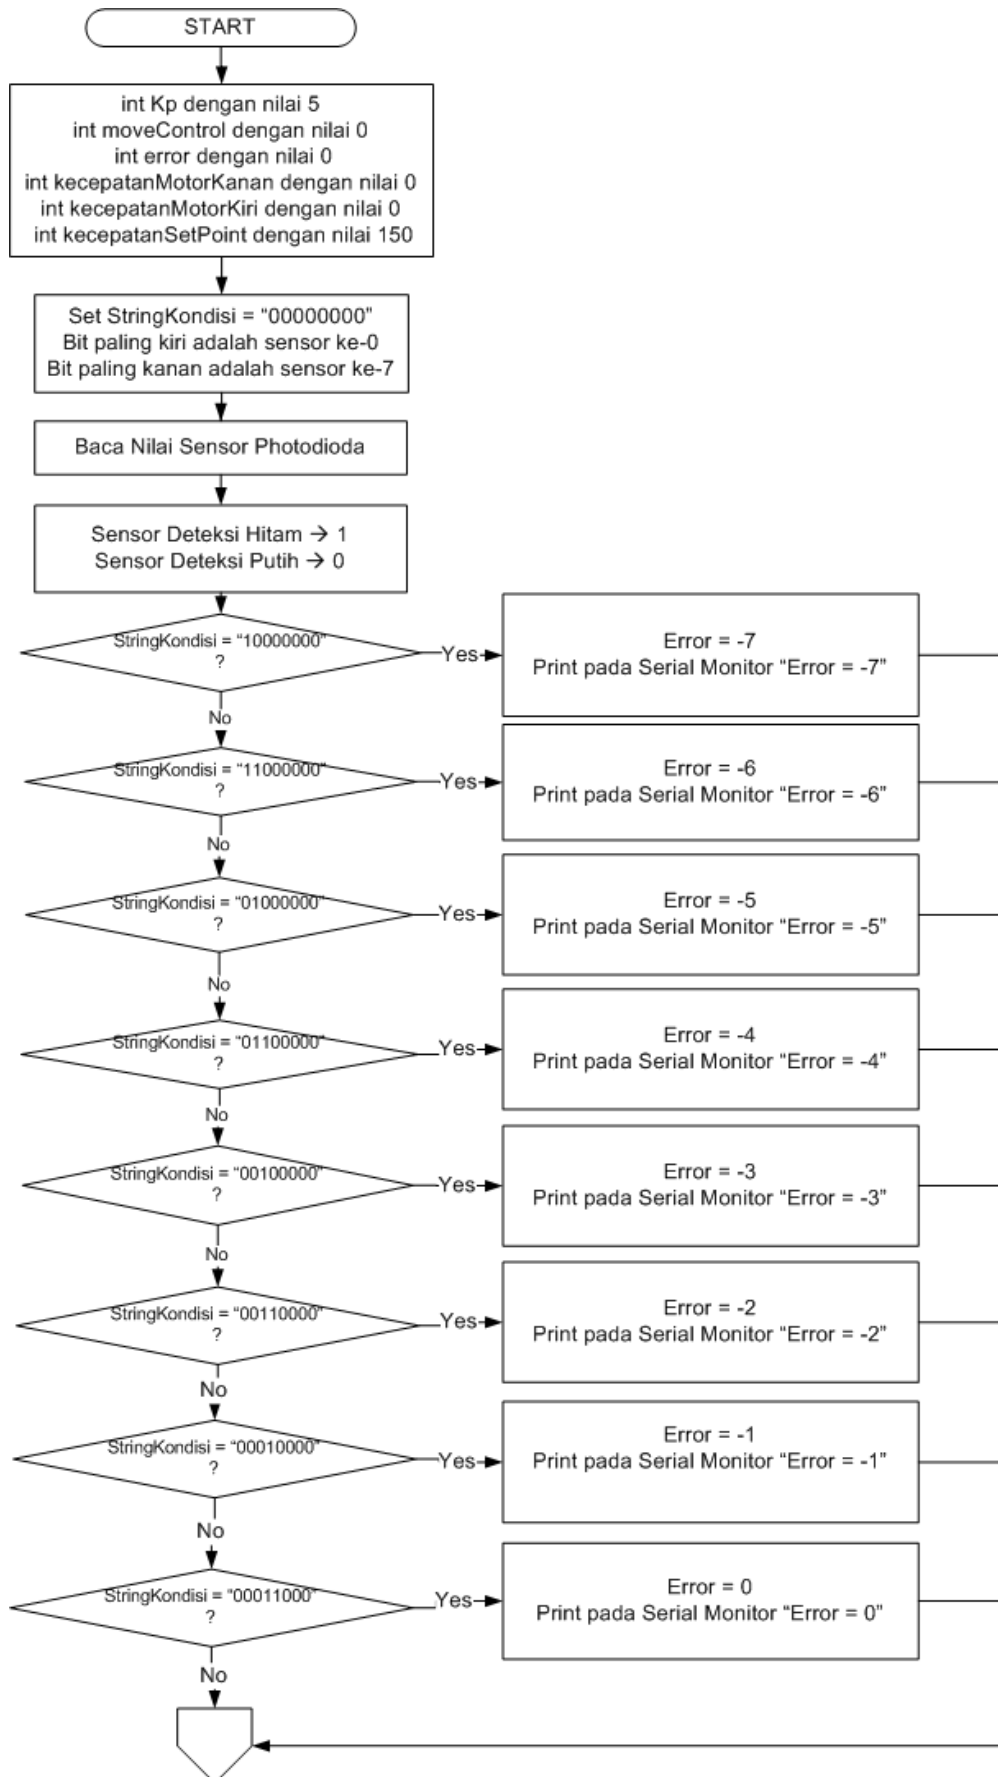 START
int Kp dengan nilai 5
int moveControl dengan nilai 0
int error dengan nilai 0
int kecepatanMotorKanan dengan nilai 0
int kecepatanMotorKiri dengan nilai 0
int kecepatanSetPoint dengan nilai 150
Set StringKondisi = “00000000”
Bit paling kiri adalah sensor ke-0
Bit paling kanan adalah sensor ke-7
Baca Nilai Sensor Photodioda
Sensor Deteksi Hitam → 1
Sensor Deteksi Putih → 0
StringKondisi = “10000000”
?
Yes
Error = -7
Print pada Serial Monitor “Error = -7”
No
StringKondisi = “11000000”
?
Yes
Error = -6
Print pada Serial Monitor “Error = -6”
No
StringKondisi = “01000000”
?
Yes
Error = -5
Print pada Serial Monitor “Error = -5”
No
StringKondisi = “01100000”
?
Yes
Error = -4
Print pada Serial Monitor “Error = -4”
No
StringKondisi = “00100000”
?
Yes
Error = -3
Print pada Serial Monitor “Error = -3”
No
StringKondisi = “00110000”
?
Yes
Error = -2
Print pada Serial Monitor “Error = -2”
No
StringKondisi = “00010000”
?
Yes
Error = -1
Print pada Serial Monitor “Error = -1”
No
StringKondisi = “00011000”
?
Yes
Error = 0
Print pada Serial Monitor “Error = 0”
No